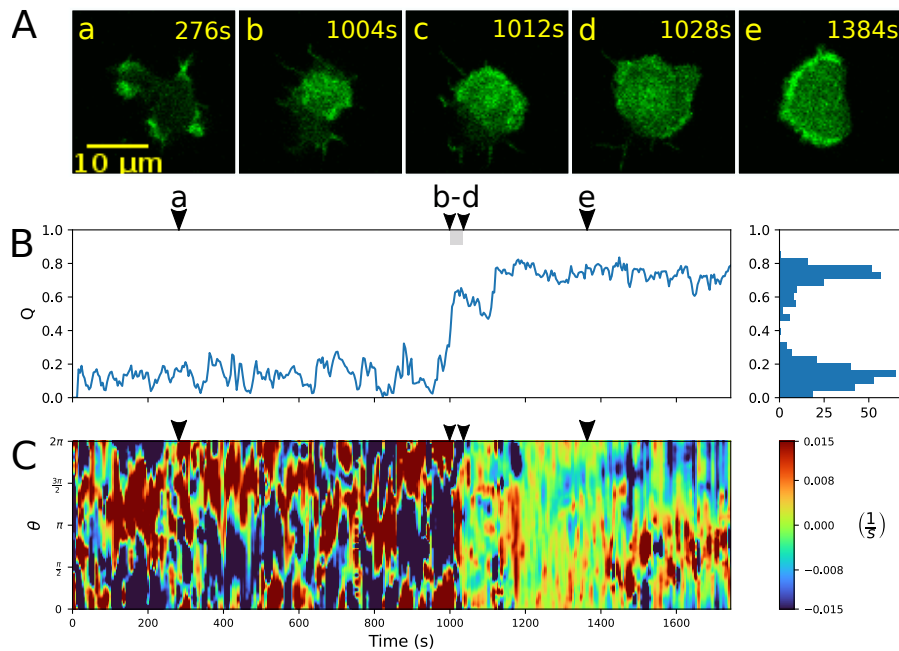 A
a 276s
b 1004s
c 1012s
d 1028s
e 1384s
10 µm
a b-d e
B
1.0
0.8
0.6
0.4
0.2
0.0
Q
1.0
0.8
0.6
0.4
0.2
0.0
0 25 50
C
2π
3π/2
π
π/2
0
θ
0 200 400 600 800 1000 1200 1400 1600
Time (s)
0.015
0.008
0.000
−0.008
−0.015
(1/s)